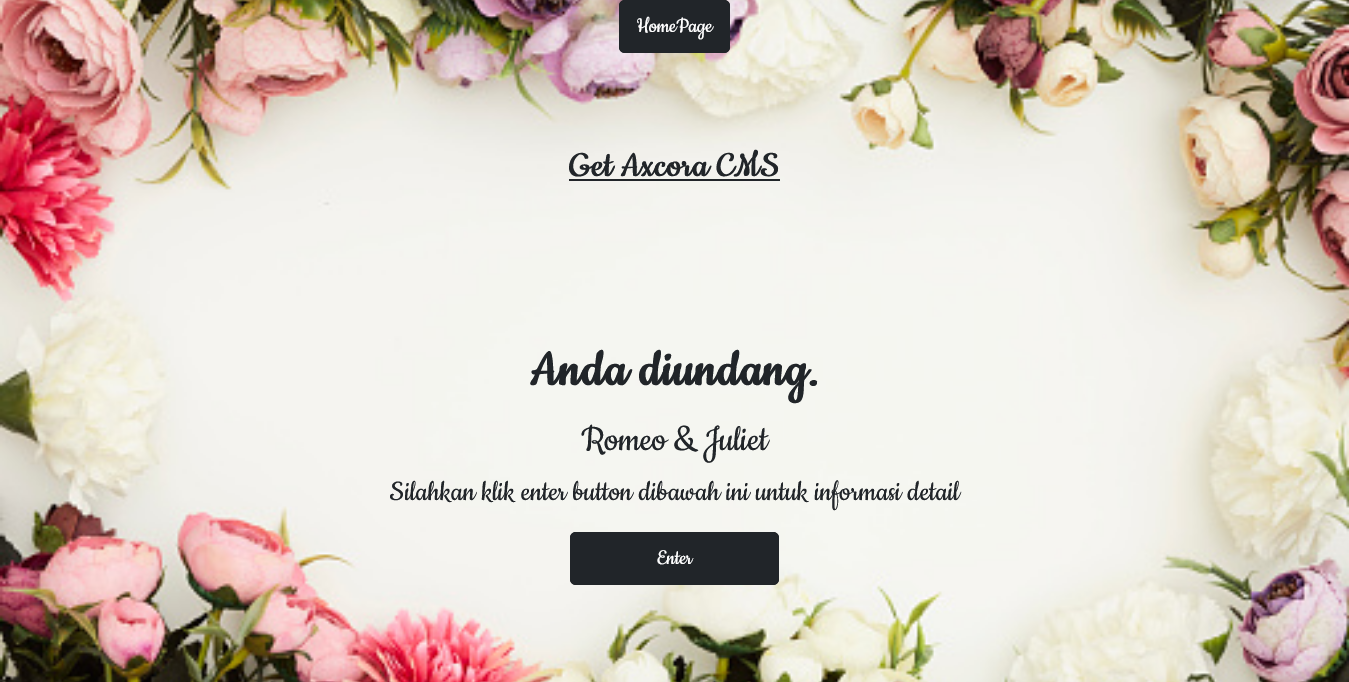 HomePage
Get Axcora CMS
Anda diundang.
Romeo & Juliet
Silahkan klik enter button dibawah ini untuk informasi detail
Enter